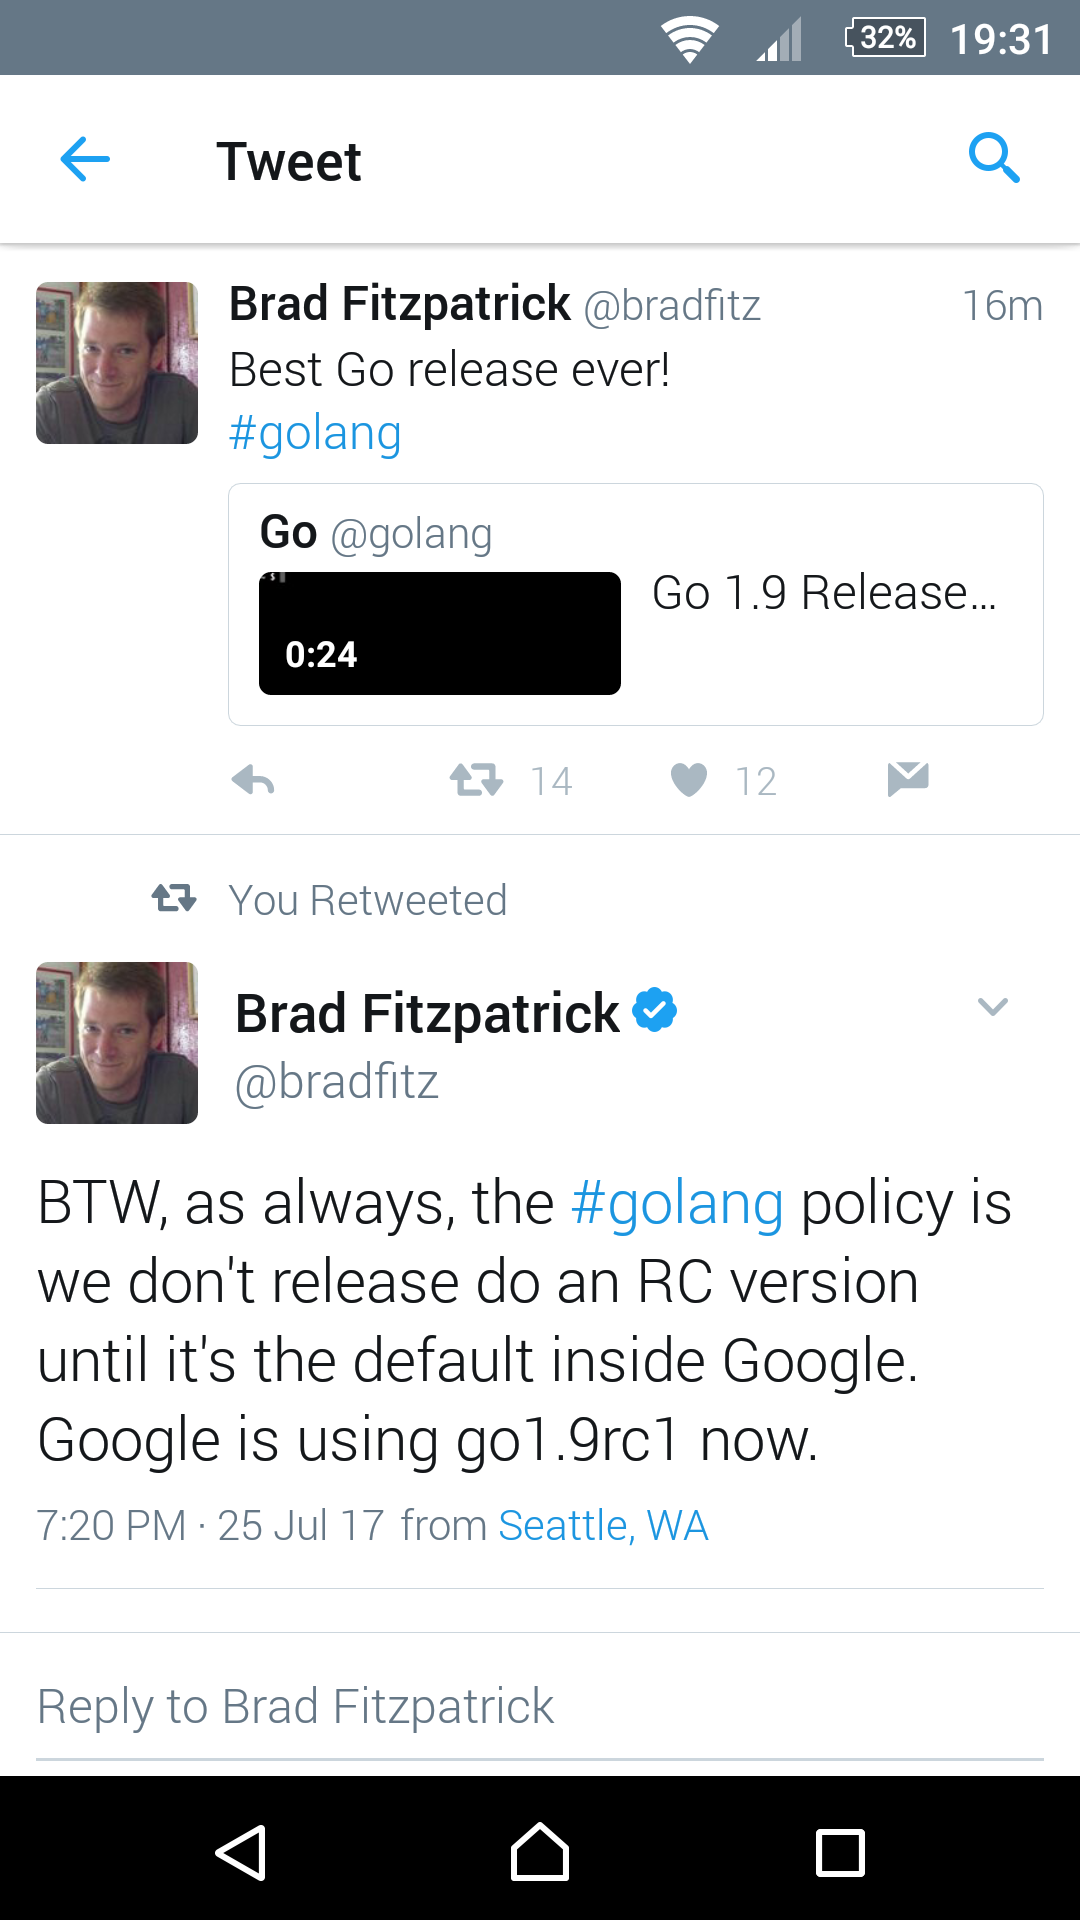 32% 19:31
Tweet
Brad Fitzpatrick @bradfitz 16m
Best Go release ever!
#golang
Go @golang
$
Go 1.9 Release...
0:24
14 12
You Retweeted
Brad Fitzpatrick
@bradfitz
BTW, as always, the #golang policy is
we don't release do an RC version
until it's the default inside Google.
Google is using go1.9rc1 now.
7:20 PM · 25 Jul 17 from Seattle, WA
Reply to Brad Fitzpatrick